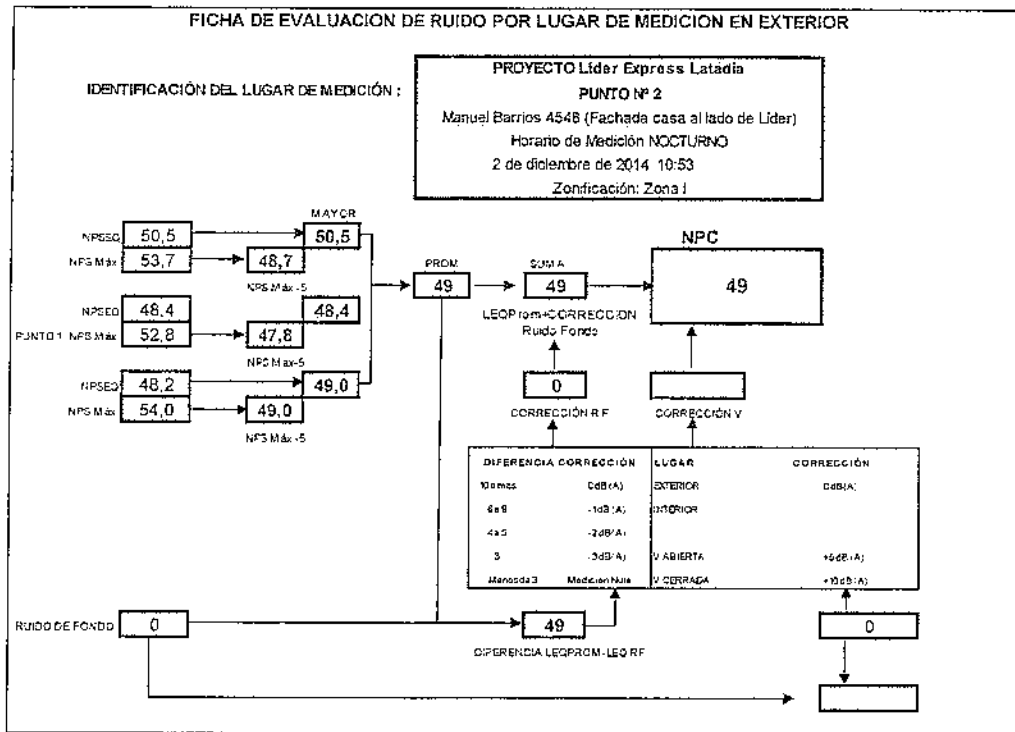 FICHA DE EVALUACION DE RUIDO POR LUGAR DE MEDICION EN EXTERIOR
IDENTIFICACIÓN DEL LUGAR DE MEDICIÓN :
PROYECTO Líder Express Latadía
PUNTO Nº 2
Manuel Barrios 4546 (Fachada casa al lado de Líder)
Horario de Medición NOCTURNO
2 de diciembre de 2014 10:53
Zonificación: Zona I
MAYOR
NPSEQ 50,5 50,5
NPS Máx 53,7 48,7
NPS Máx -5
NPSEQ 48,4 48,4
PUNTO 1 NPS Máx 52,8 47,8
NPS Máx-5
NPSEQ 48,2 49,0
NPS Máx 54,0 49,0
NPS Máx -5
PROM
49
SUMA
49
LEQProm+CORRECCION
Ruido Fondo
NPC
49
0
CORRECCIÓN R F
CORRECCIÓN V
DIFERENCIA CORRECCIÓN LUGAR CORRECCIÓN
10 o mas 0dB(A) EXTERIOR 0dB(A)
6 a 9 -1dB(A) INTERIOR
4 a 5 -2dB(A)
3 -3dB(A) V ABIERTA +5dB(A)
Menos da 3 Medición Nula V CERRADA +10dB(A)
RUIDO DE FONDO 0
49
DIFERENCIA LEQPROM-LEQ RF
0